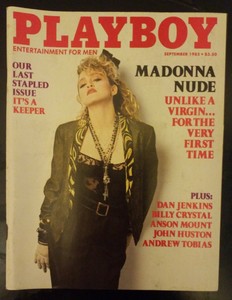 PLAYBOY
ENTERTAINMENT FOR MEN
SEPTEMBER 1985 • $3.50
OUR
LAST
STAPLED
ISSUE
IT'S A
KEEPER
MADONNA
NUDE
UNLIKE A
VIRGIN...
FOR THE
VERY
FIRST
TIME
PLUS:
DAN JENKINS
BILLY CRYSTAL
ANSON MOUNT
JOHN HUSTON
ANDREW TOBIAS